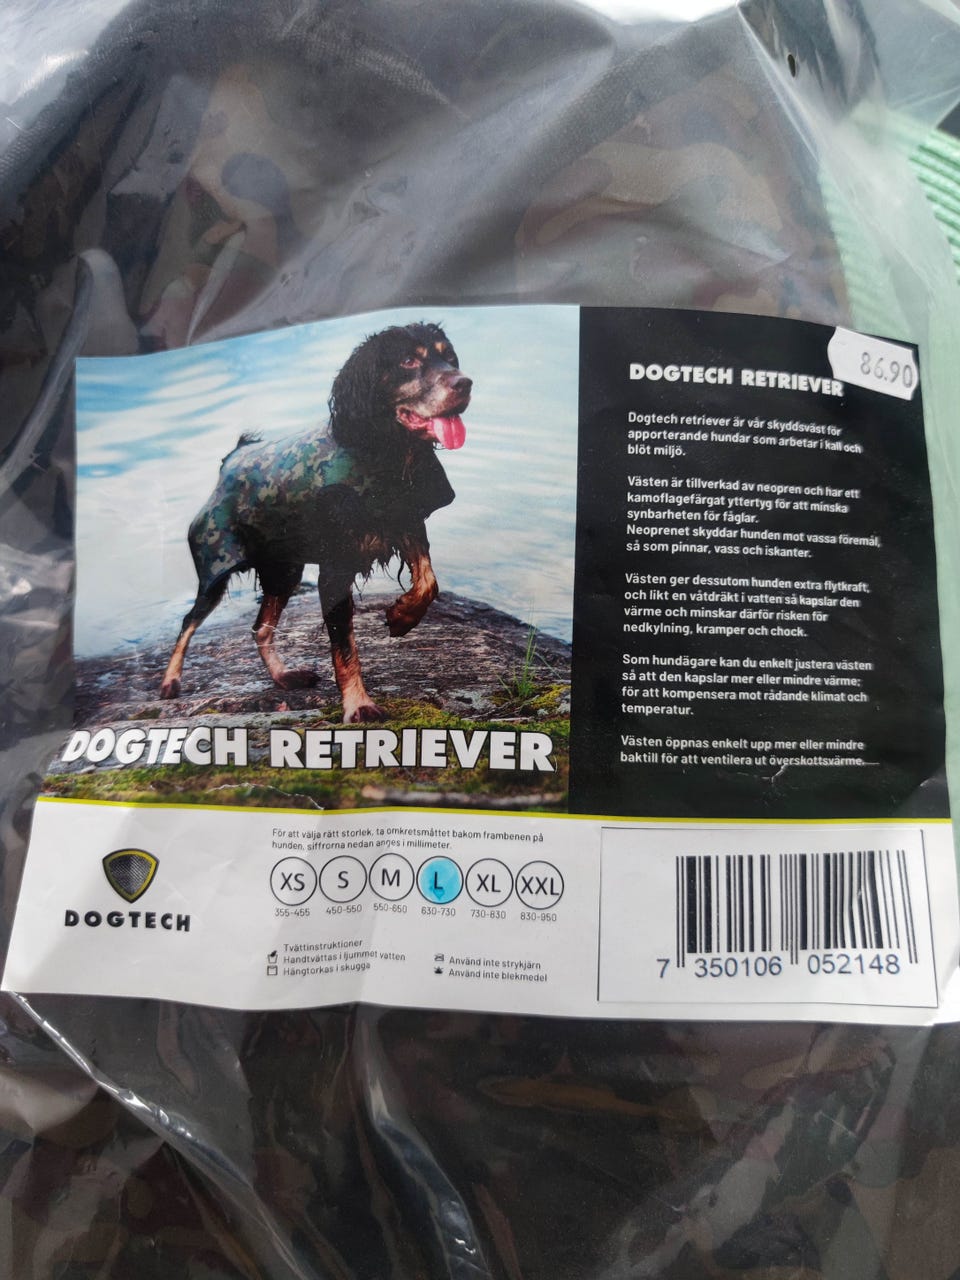 86.90
DOGTECH RETRIEVER
Dogtech retriever är vår skyddsväst för
apporterande hundar som arbetar i kall och
blöt miljö.
Västen är tillverkad av neopren och har ett
kamoflagefärgat yttertyg för att minska
synbarheten för fåglar.
Neoprenet skyddar hunden mot vassa föremål,
så som pinnar, vass och iskanter.
Västen ger dessutom hunden extra flytkraft,
och likt en våtdräkt i vatten så kapslar den
värme och minskar därför risken för
nedkylning, kramper och chock.
Som hundägare kan du enkelt justera västen
så att den kapslar mer eller mindre värme;
för att kompensera mot rådande klimat och
temperatur.
Västen öppnas enkelt upp mer eller mindre
baktill för att ventilera ut överskottsvärme.
DOGTECH RETRIEVER
För att välja rätt storlek, ta omkretsmåttet bakom frambenen på
hunden, siffrorna nedan anges i millimeter.
XS S M L XL XXL
355-455 450-550 550-650 630-730 730-830 830-950
DOGTECH
Tvättinstruktioner
Handtvättas i ljummet vatten
Hängtorkas i skugga
Använd inte strykjärn
Använd inte blekmedel
7 350106 052148